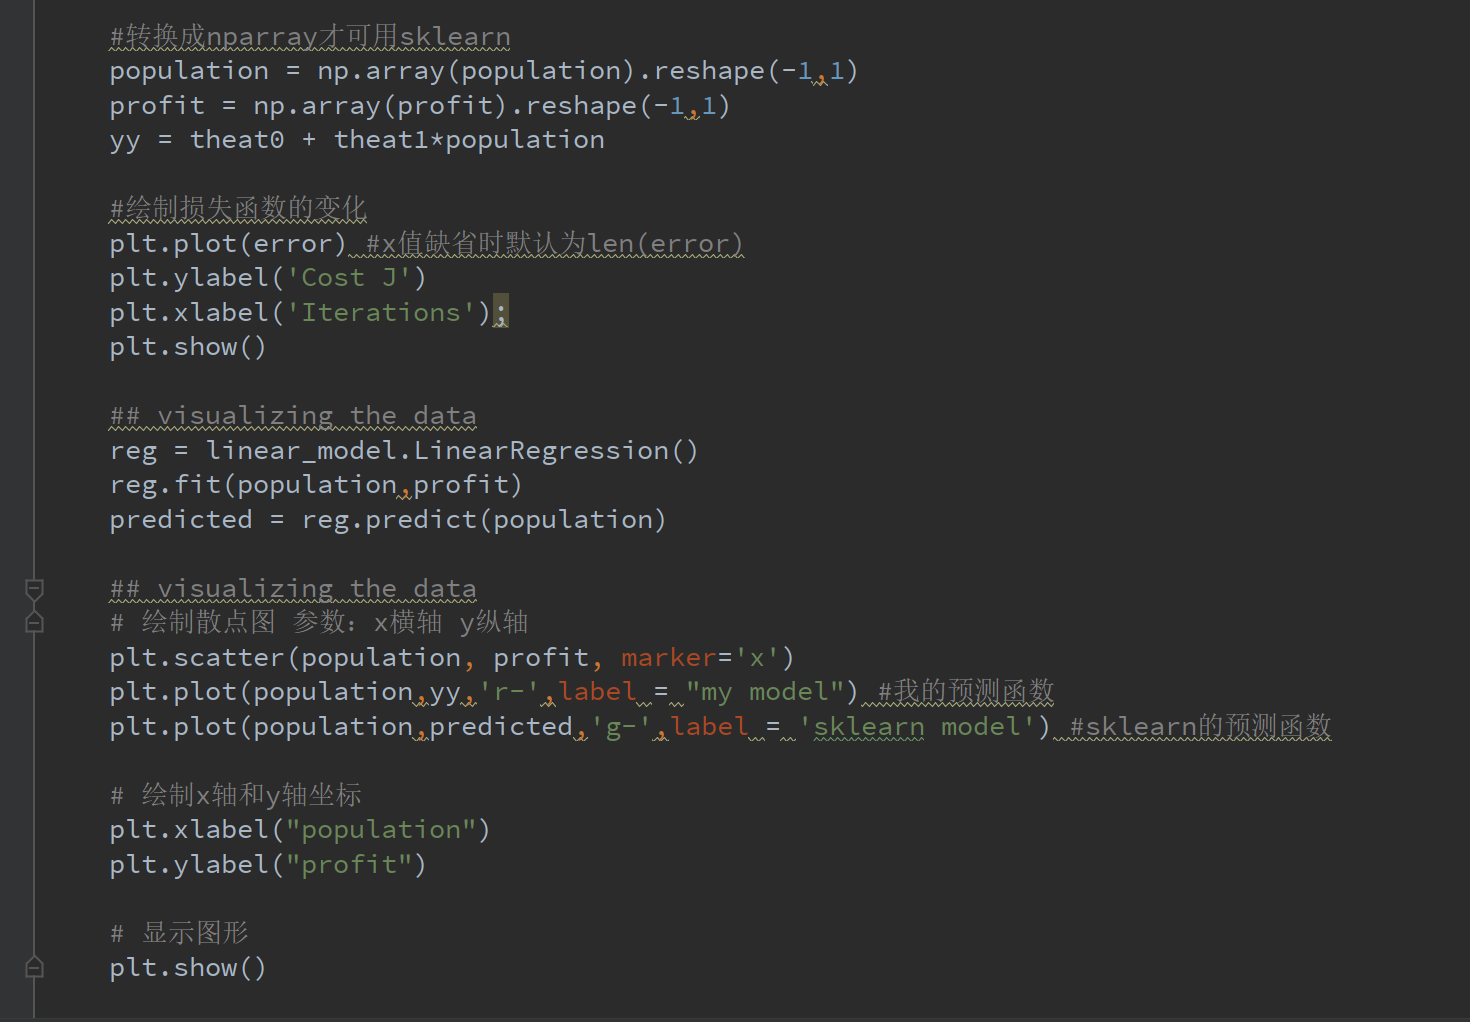 #转换成nparray才可用sklearn
population = np.array(population).reshape(-1,1)
profit = np.array(profit).reshape(-1,1)
yy = theat0 + theat1*population
#绘制损失函数的变化
plt.plot(error) #x值缺省时默认为len(error)
plt.ylabel('Cost J')
plt.xlabel('Iterations');
plt.show()
## visualizing the data
reg = linear_model.LinearRegression()
reg.fit(population,profit)
predicted = reg.predict(population)
## visualizing the data
# 绘制散点图 参数：x横轴 y纵轴
plt.scatter(population, profit, marker='x')
plt.plot(population,yy,'r-',label = "my model") #我的预测函数
plt.plot(population,predicted,'g-',label = 'sklearn model') #sklearn的预测函数
# 绘制x轴和y轴坐标
plt.xlabel("population")
plt.ylabel("profit")
# 显示图形
plt.show()